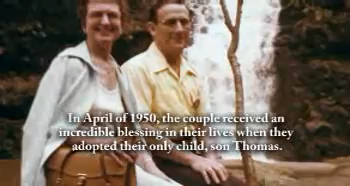 In April of 1950, the couple received an
incredible blessing in their lives when they
adopted their only child, son Thomas.